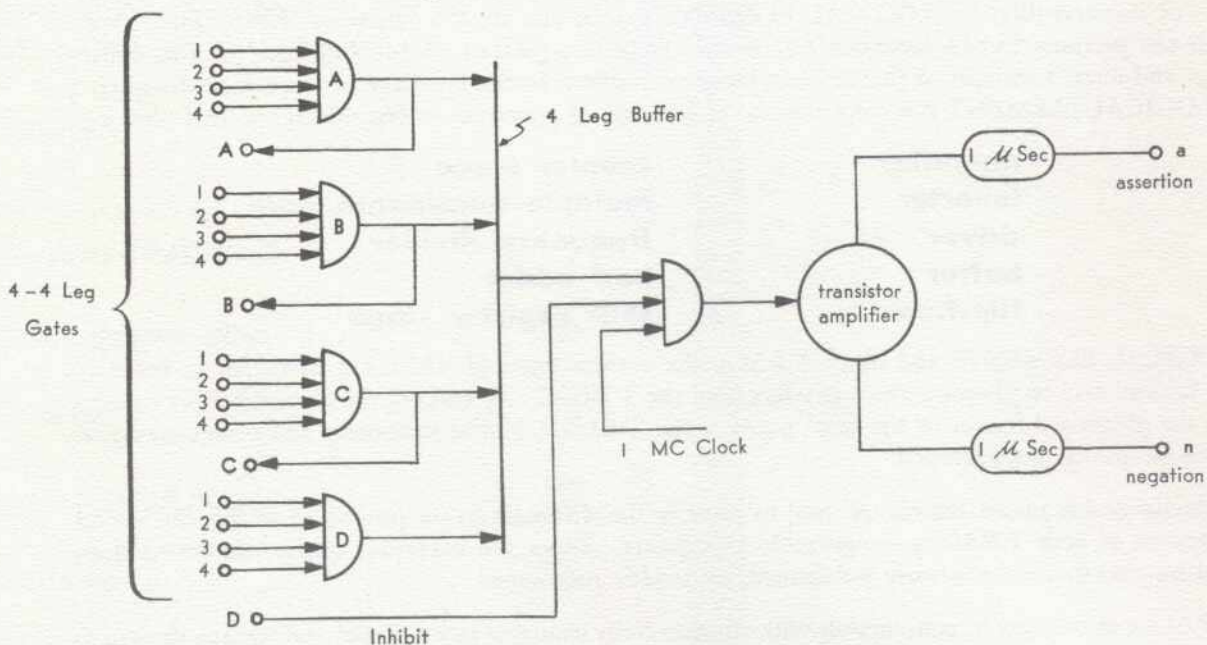 1
2
3
4
A
A
4 Leg Buffer
1
2
3
4
B
B
4-4 Leg
Gates
1
2
3
4
C
C
1 MC Clock
1
2
3
4
D
D
Inhibit
transistor
amplifier
1 μ Sec
a
assertion
1 μ Sec
n
negation